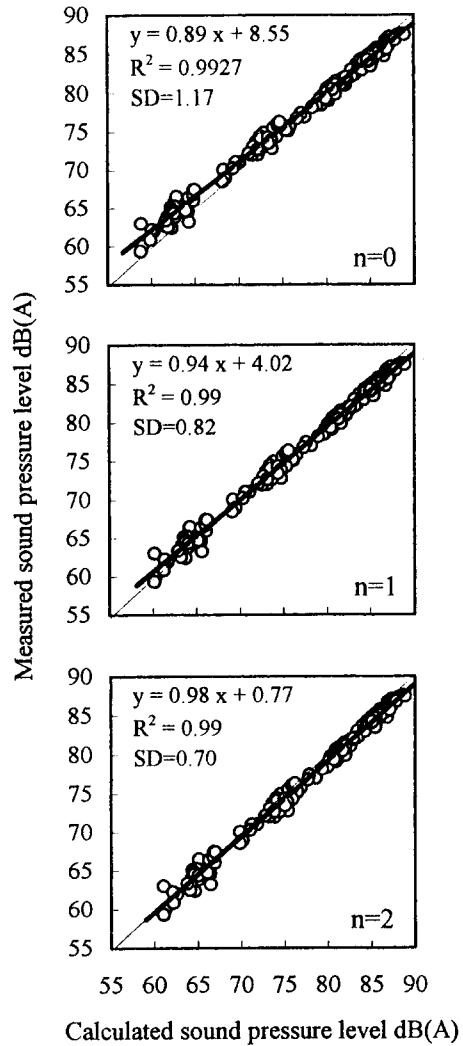 90
y = 0.89 x + 8.55
85
R² = 0.9927
80
SD=1.17
75
70
65
60
n=0
55
90
y = 0.94 x + 4.02
85
R² = 0.99
80
SD=0.82
75
70
65
60
n=1
55
90
y = 0.98 x + 0.77
85
R² = 0.99
80
SD=0.70
75
70
65
60
n=2
55
55 60 65 70 75 80 85 90
Measured sound pressure level dB(A)
Calculated sound pressure level dB(A)